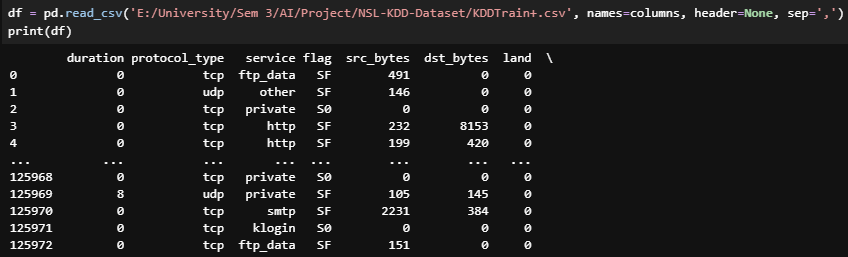 df = pd.read_csv('E:/University/Sem 3/AI/Project/NSL-KDD-Dataset/KDDTrain+.csv', names=columns, header=None, sep=',')
print(df)
        duration protocol_type   service flag  src_bytes  dst_bytes  land  \
0              0           tcp  ftp_data   SF        491          0     0
1              0           udp     other   SF        146          0     0
2              0           tcp   private   S0          0          0     0
3              0           tcp      http   SF        232       8153     0
4              0           tcp      http   SF        199        420     0
...          ...           ...       ...  ...        ...        ...   ...
125968         0           tcp   private   S0          0          0     0
125969         8           udp   private   SF        105        145     0
125970         0           tcp      smtp   SF       2231        384     0
125971         0           tcp    klogin   S0          0          0     0
125972         0           tcp  ftp_data   SF        151          0     0